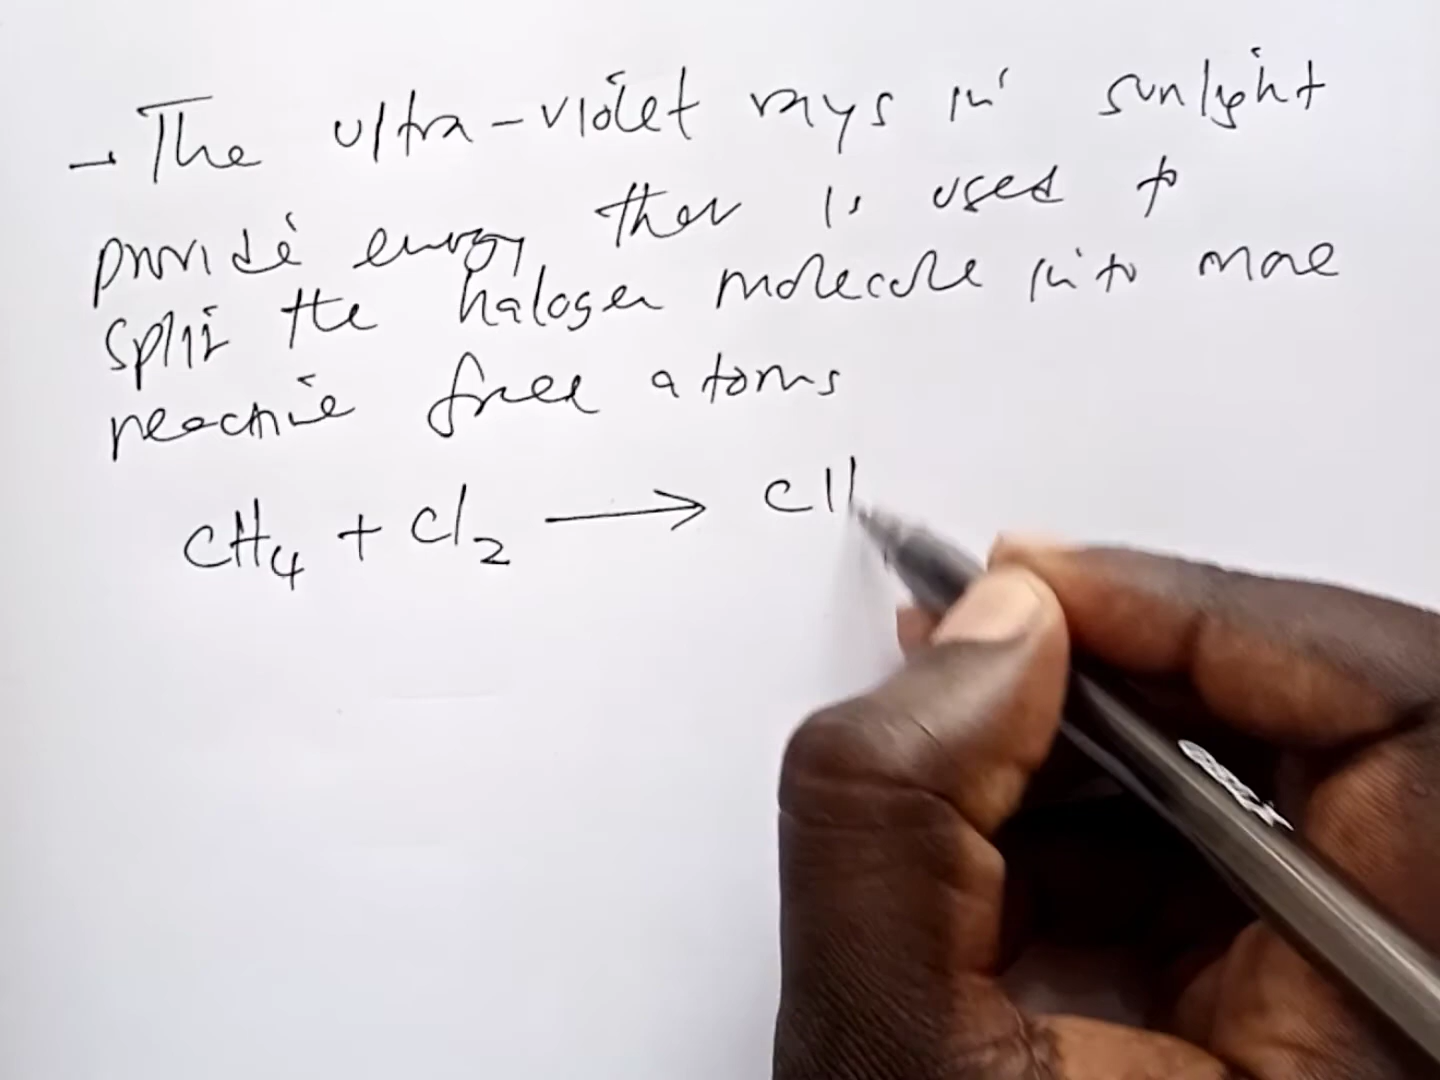 - The ultra-violet rays in sunlight
provide energy that is used to
split the halogen molecule into more
reactive free atoms
CH4 + Cl2 → CH